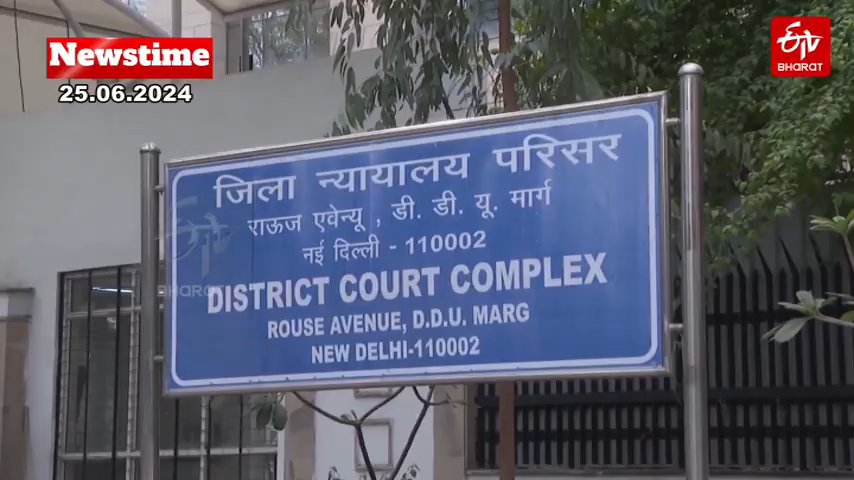 Newstime
25.06.2024
ETV
BHARAT
जिला न्यायालय परिसर
राऊज एवेन्यू , डी. डी. यू. मार्ग
नई दिल्ली - 110002
DISTRICT COURT COMPLEX
ROUSE AVENUE, D.D.U. MARG
NEW DELHI-110002
BHARAT